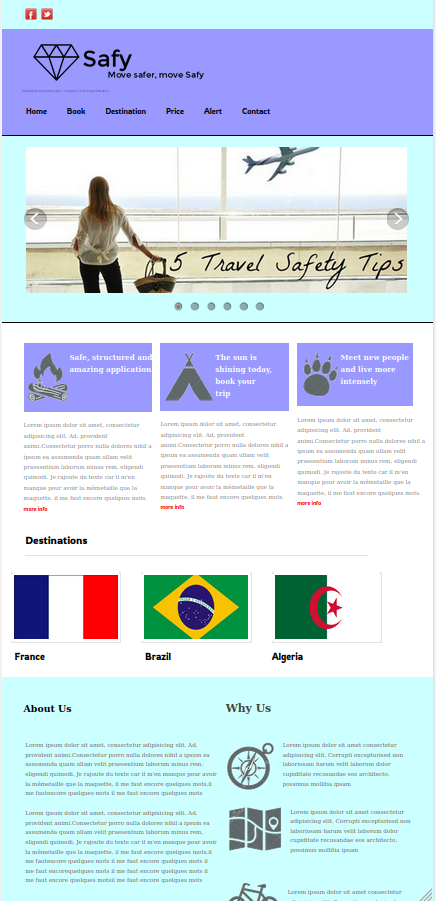 Safy
Move safer, move Safy
Home Book Destination Price Alert Contact
5 Travel Safety Tips
Safe, structured and
amazing application
The sun is
shining today,
book your
trip
Meet new people
and live more
intensely
Lorem ipsum dolor sit amet, consectetur
adipisicing elit. Ad, provident
animi.Consectetur porro nulla dolores nihil a
ipsum ea assumenda quam ullam velit
praesentium laborum minus rem, eligendi
quimodi. Je rajoute du texte car il m'en
manque pour avoir la mémetaille que la
maquette. il me faut encore quelques mots.
more info
Lorem ipsum dolor sit amet, consectetur
adipisicing elit. Ad, provident
animi.Consectetur porro nulla dolores nihil a
ipsum ea assumenda quam ullam velit
praesentium laborum minus rem, eligendi
quimodi. Je rajoute du texte car il m'en
manque pour avoir la mémetaille que la
maquette. il me faut encore quelques mots.
more info
Lorem ipsum dolor sit amet, consectetur
adipisicing elit. Ad, provident
animi.Consectetur porro nulla dolores nihil a
ipsum ea assumenda quam ullam velit
praesentium laborum minus rem, eligendi
quimodi. Je rajoute du texte car il m'en
manque pour avoir la mémetaille que la
maquette. il me faut encore quelques mots.
more info
Destinations
France
Brazil
Algeria
About Us
Lorem ipsum dolor sit amet, consectetur adipisicing elit. Ad,
provident animi.Consectetur porro nulla dolores nihil a ipsum ea
assumenda quam ullam velit praesentium laborum minus rem,
eligendi quimodi. Je rajoute du texte car il m'en manque pour avoir
la mémetaille que la maquette. il me faut encore quelques mots.il
me fautencore quelques mots il me faut encore quelques mots
Lorem ipsum dolor sit amet, consectetur adipisicing elit. Ad,
provident animi.Consectetur porro nulla dolores nihil a ipsum ea
assumenda quam ullam velit praesentium laborum minus rem,
eligendi quimodi. Je rajoute du texte car il m'en manque pour avoir
la mémetaille que la maquette. il me faut encore quelques mots.il
me faut encore quelques mots il me faut encore quelques mots il
me faut encorequelques mots il me faut encore quelques mots il
me faut encore quelques motsil me faut encore quelques mots
Why Us
Lorem ipsum dolor sit amet, consectetur
adipisicing elit. Corrupti excepturised non
laboriosam harum veritatis dolor
cupiditate recusandae eos architecto,
possimus mollitia ipsam
Lorem ipsum dolor sit amet, consectetur
adipisicing elit. Corrupti excepturised non
laboriosam harum veritatis dolor
cupiditate recusandae eos architecto,
possimus mollitia ipsam
Lorem ipsum dolor sit amet, consectetur